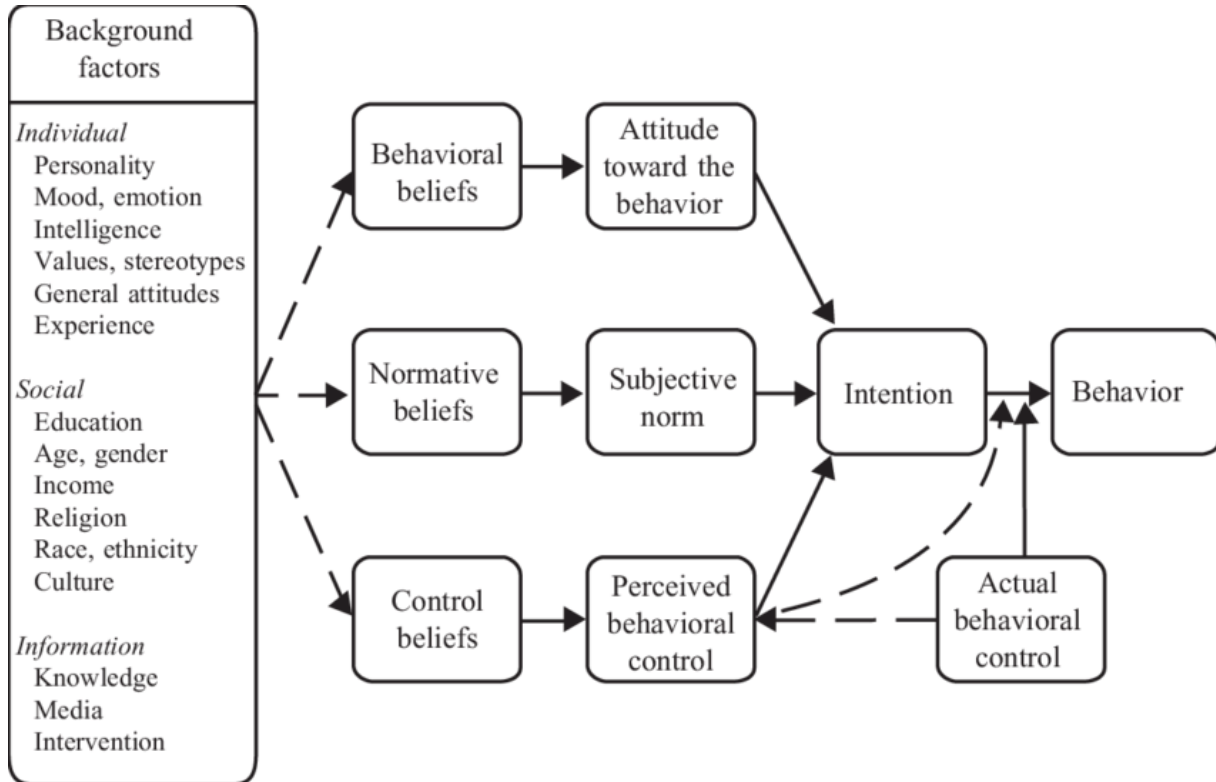 Background
factors
Individual
Personality
Mood, emotion
Intelligence
Values, stereotypes
General attitudes
Experience
Social
Education
Age, gender
Income
Religion
Race, ethnicity
Culture
Information
Knowledge
Media
Intervention
Behavioral
beliefs
Attitude
toward the
behavior
Normative
beliefs
Subjective
norm
Intention
Behavior
Control
beliefs
Perceived
behavioral
control
Actual
behavioral
control